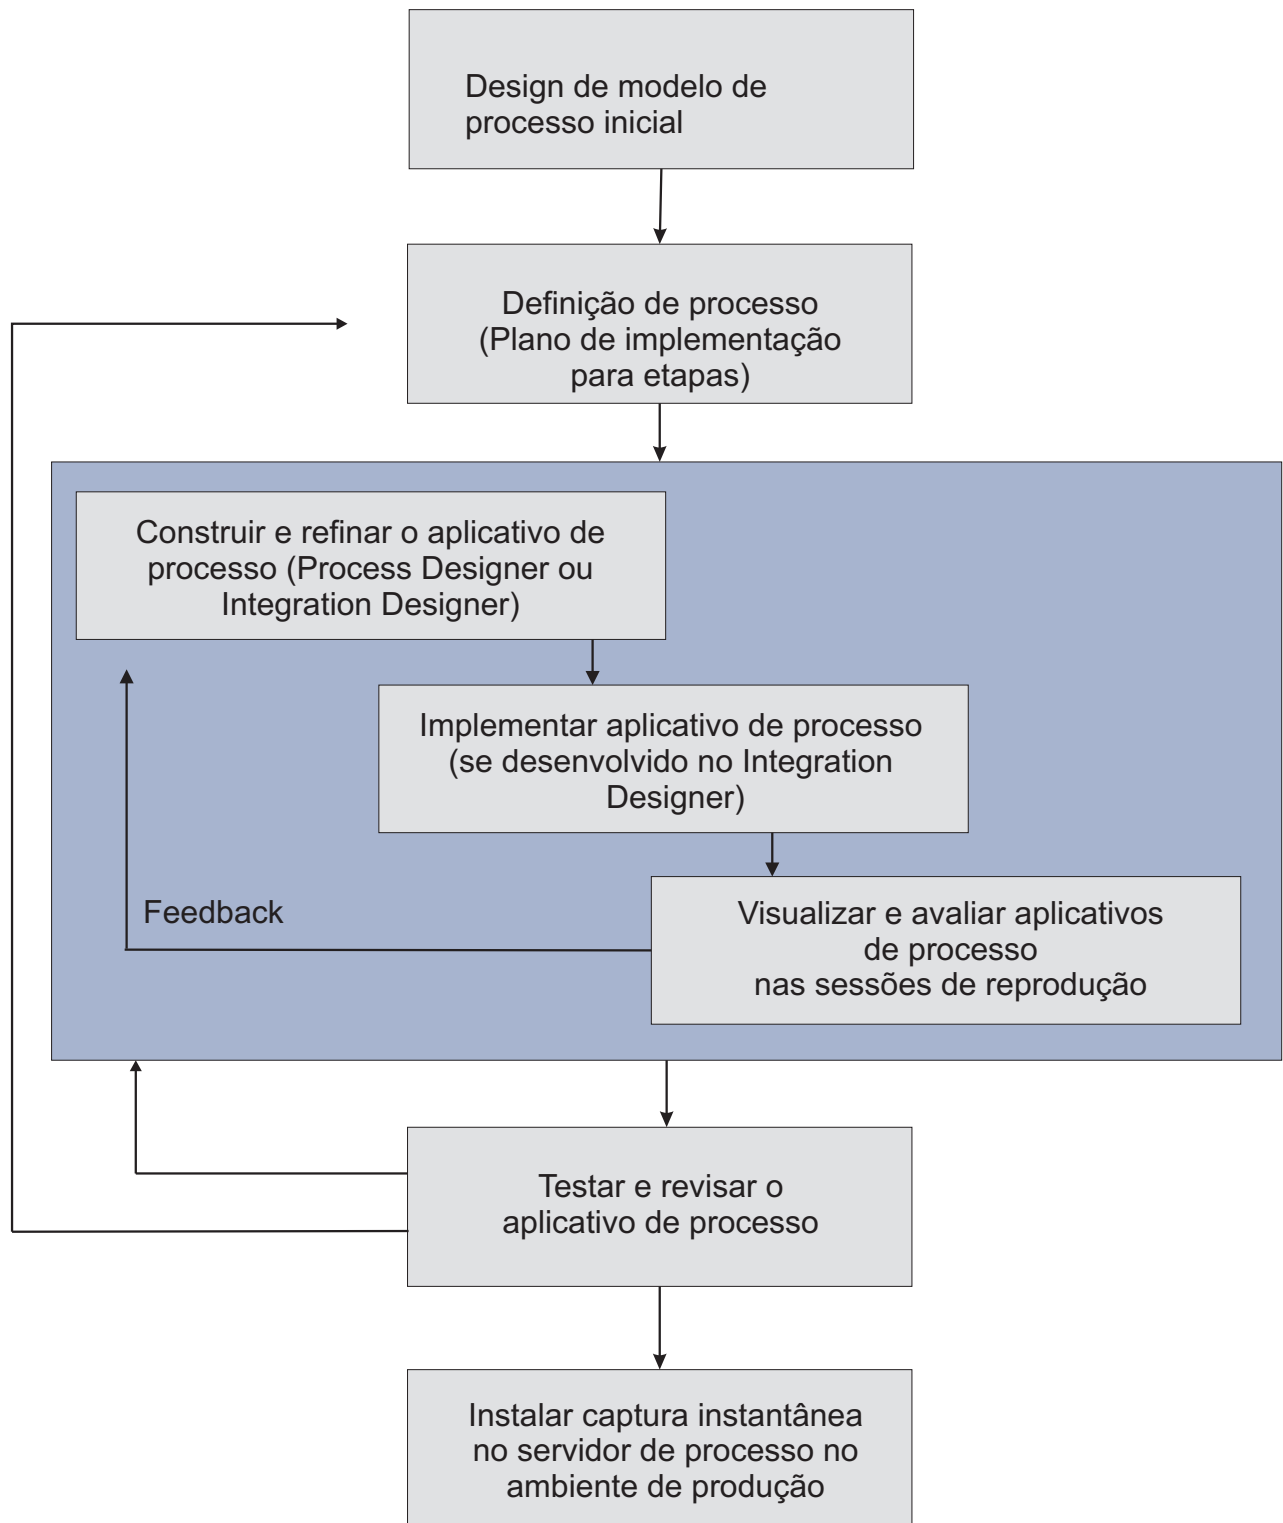 Design de modelo de
processo inicial
Definição de processo
(Plano de implementação
para etapas)
Construir e refinar o aplicativo de
processo (Process Designer ou
Integration Designer)
Implementar aplicativo de processo
(se desenvolvido no Integration
Designer)
Feedback
Visualizar e avaliar aplicativos
de processo
nas sessões de reprodução
Testar e revisar o
aplicativo de processo
Instalar captura instantânea
no servidor de processo no
ambiente de produção